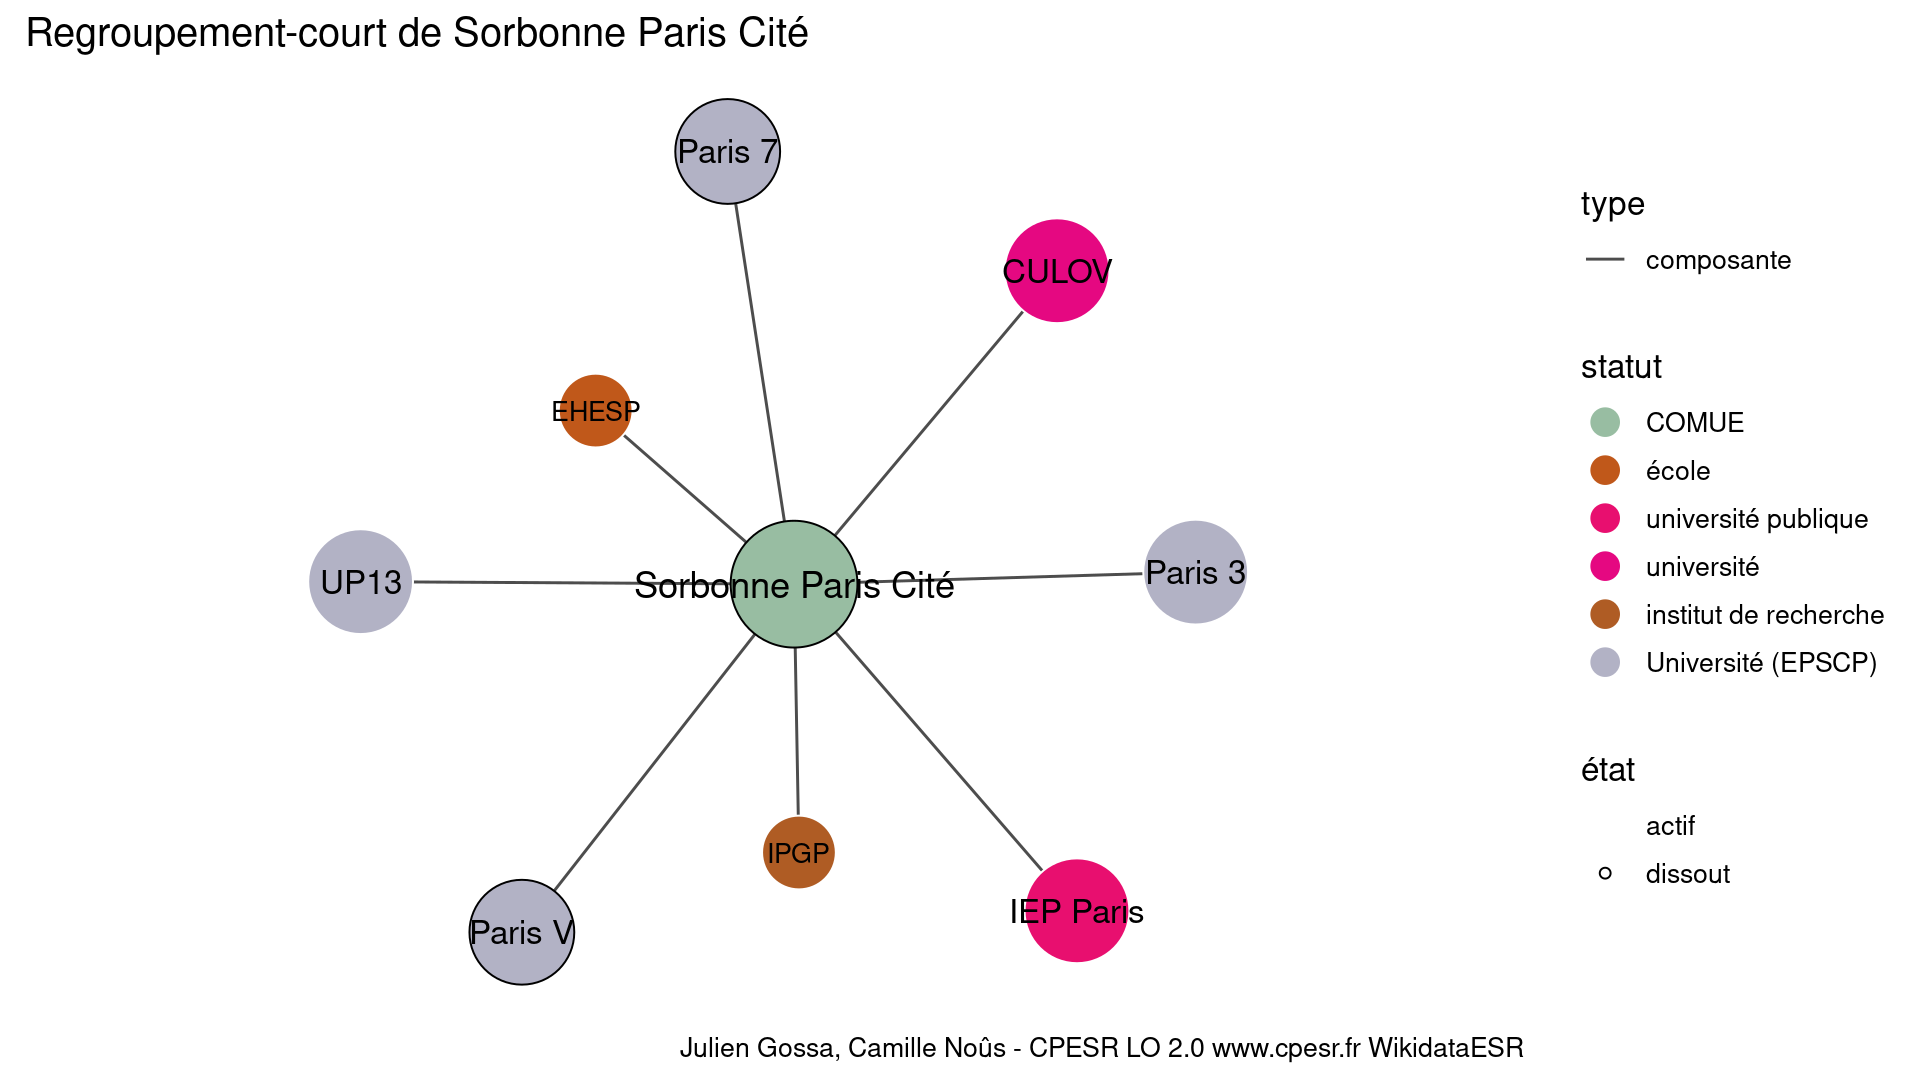 Regroupement-court de Sorbonne Paris Cité
Paris 7
CULOV
EHESP
UP13
Sorbonne Paris Cité
Paris 3
IPGP
IEP Paris
Paris V
type
composante
statut
COMUE
école
université publique
université
institut de recherche
Université (EPSCP)
état
actif
dissout
Julien Gossa, Camille Noûs - CPESR LO 2.0 www.cpesr.fr WikidataESR